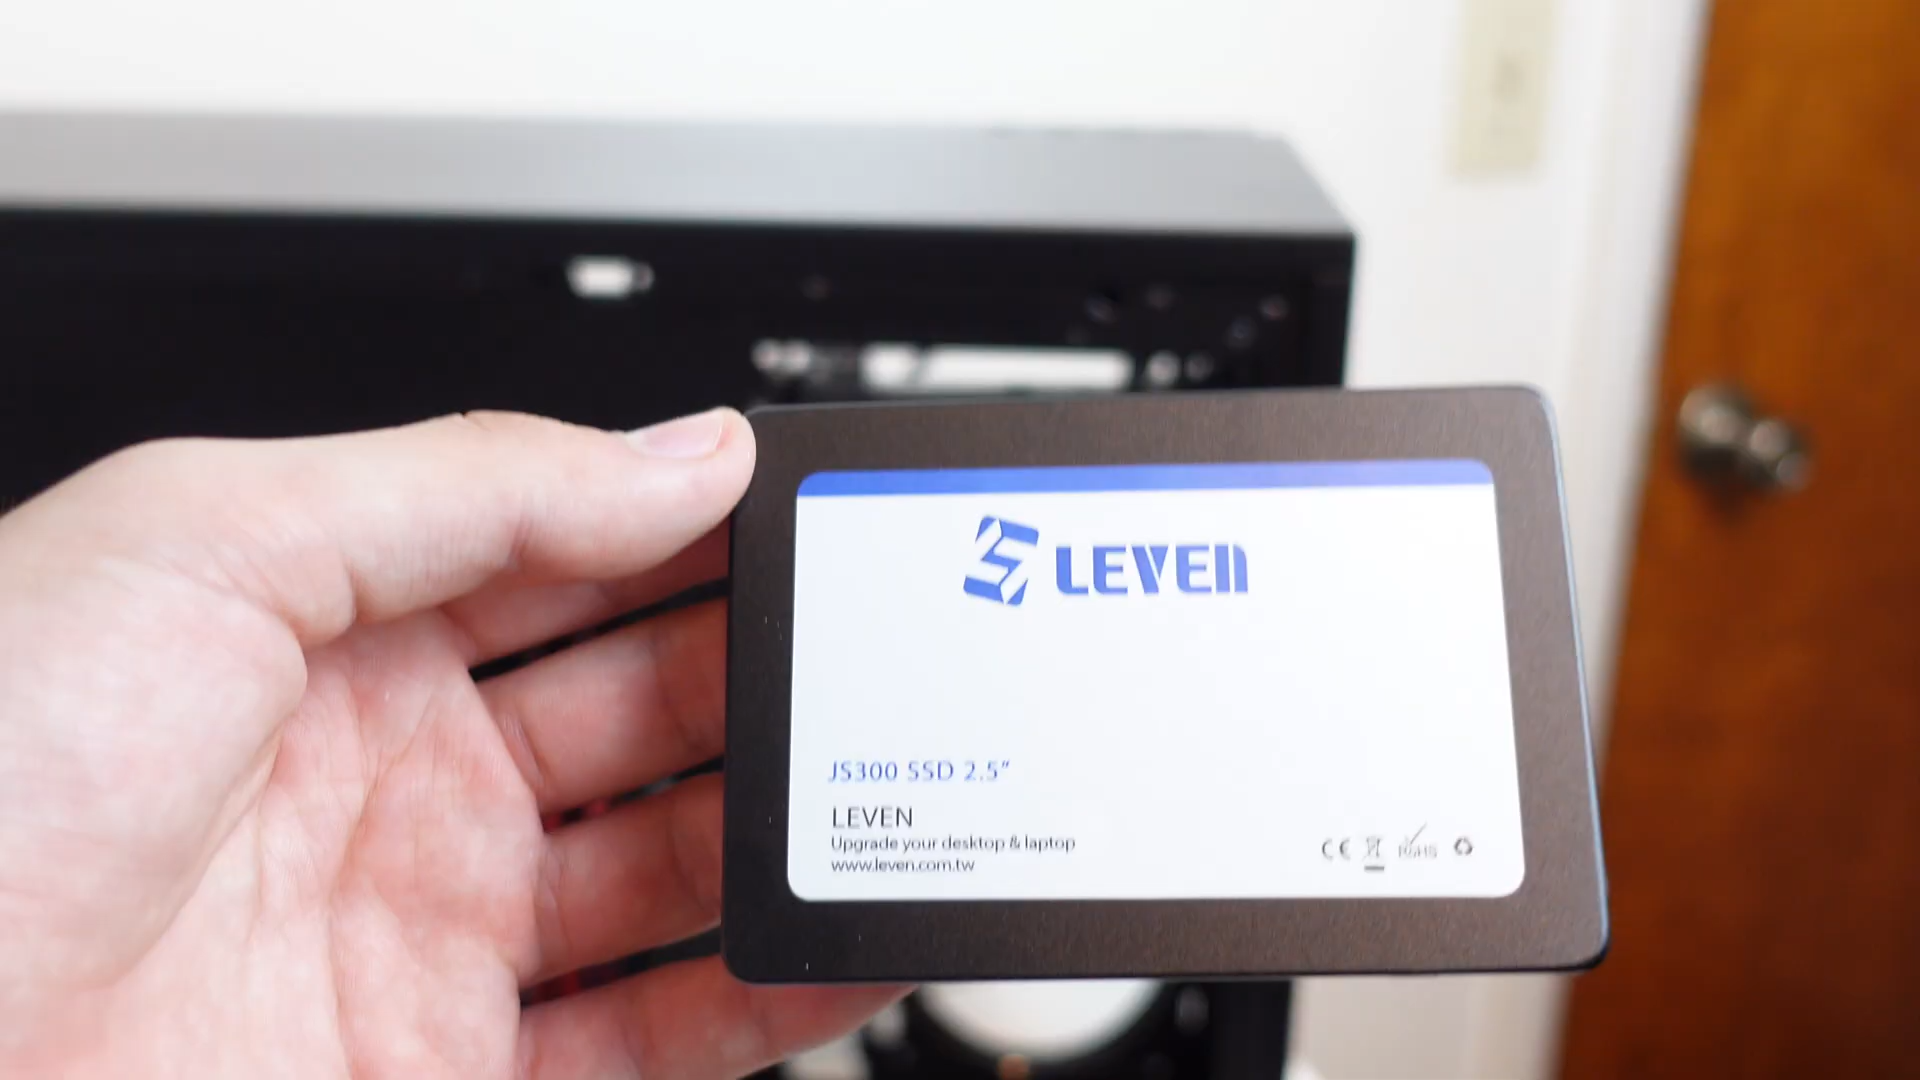 LEVEN
JS300 SSD 2.5"
LEVEN
Upgrade your desktop & laptop
www.leven.com.tw
CE RoHS